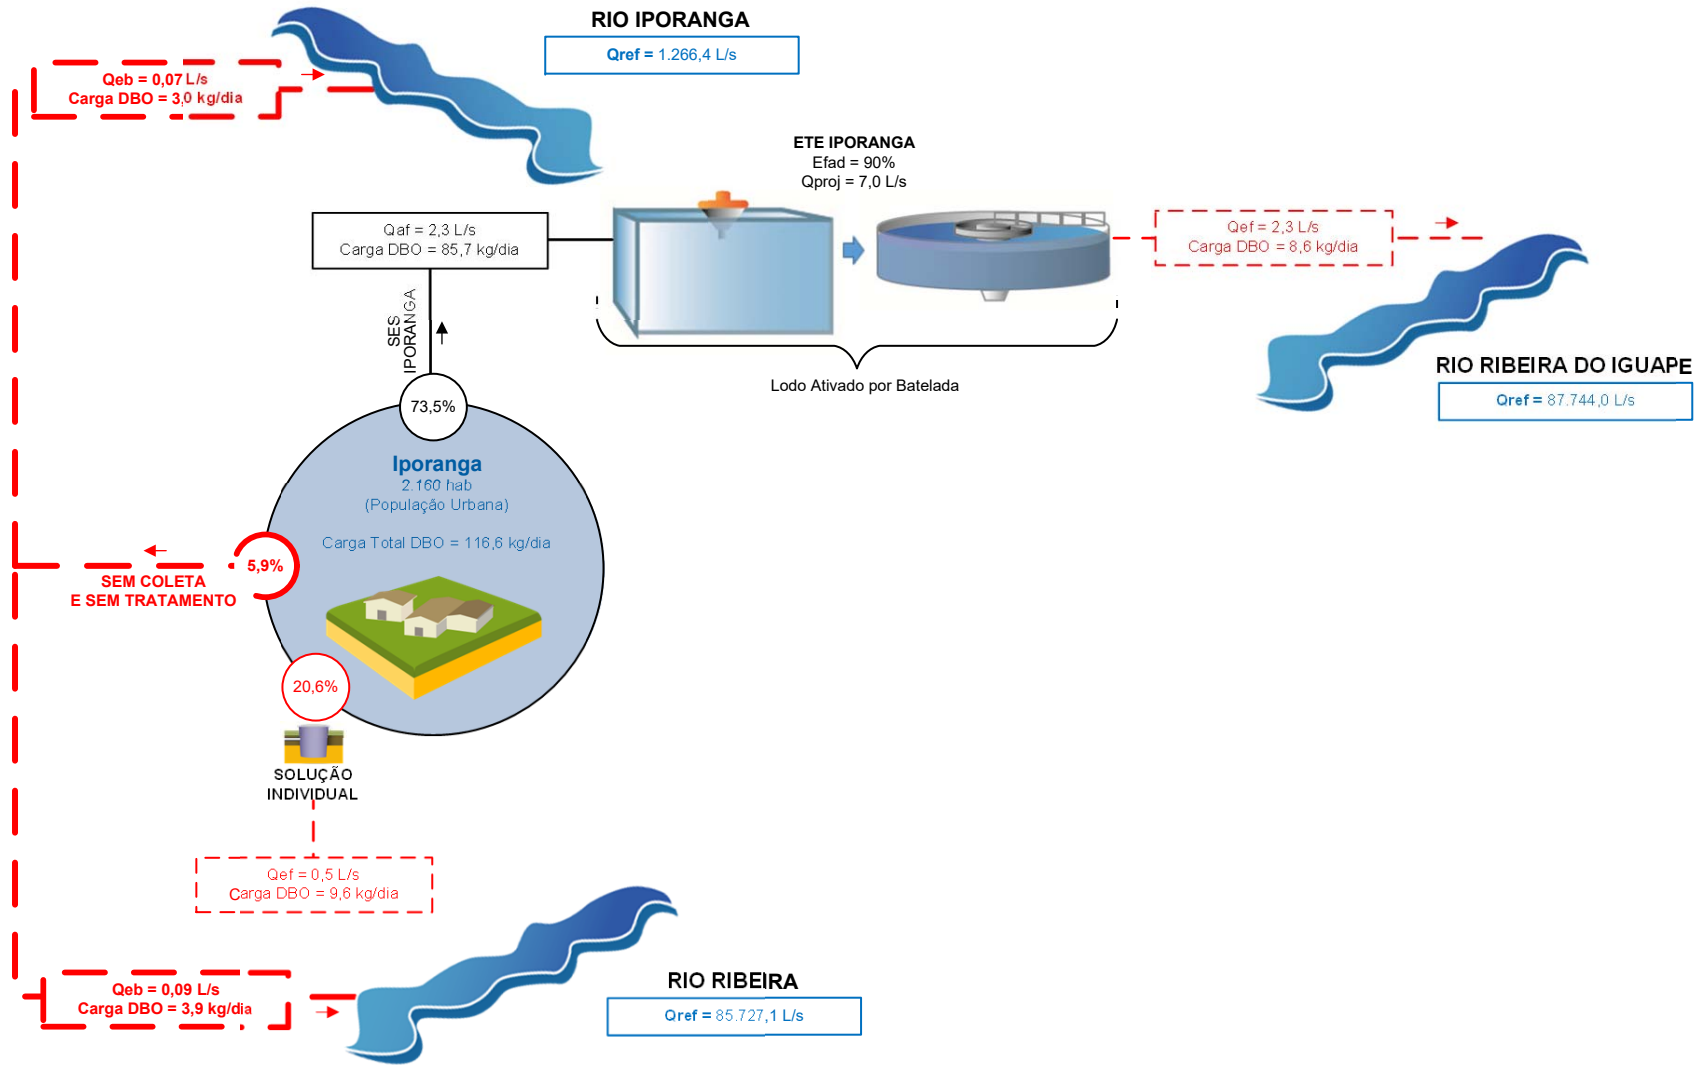 RIO IPORANGA
Qref = 1.266,4 L/s
Qeb = 0,07 L/s
Carga DBO = 3,0 kg/dia
ETE IPORANGA
Efad = 90%
Qproj = 7,0 L/s
Qaf = 2,3 L/s
Carga DBO = 85,7 kg/dia
Qef = 2,3 L/s
Carga DBO = 8,6 kg/dia
SES
IPORANGA
Lodo Ativado por Batelada
RIO RIBEIRA DO IGUAPE
Qref = 87.744,0 L/s
73,5%
Iporanga
2.160 hab
(População Urbana)
Carga Total DBO = 116,6 kg/dia
5,9%
SEM COLETA
E SEM TRATAMENTO
20,6%
SOLUÇÃO
INDIVIDUAL
Qef = 0,5 L/s
Carga DBO = 9,6 kg/dia
Qeb = 0,09 L/s
Carga DBO = 3,9 kg/dia
RIO RIBEIRA
Qref = 85.727,1 L/s